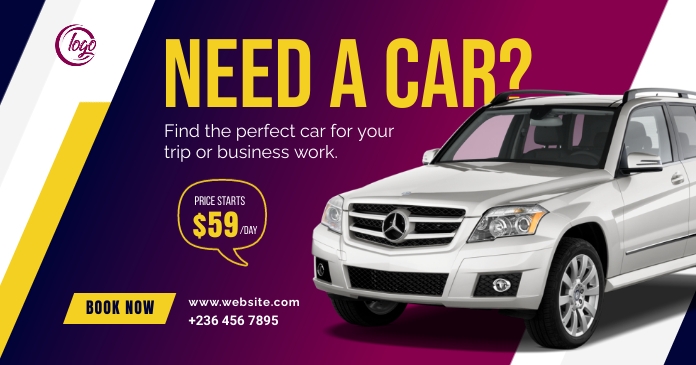 logo
NEED A CAR?
Find the perfect car for your
trip or business work.
PRICE STARTS
$59/DAY
BOOK NOW
www.website.com
+236 456 7895